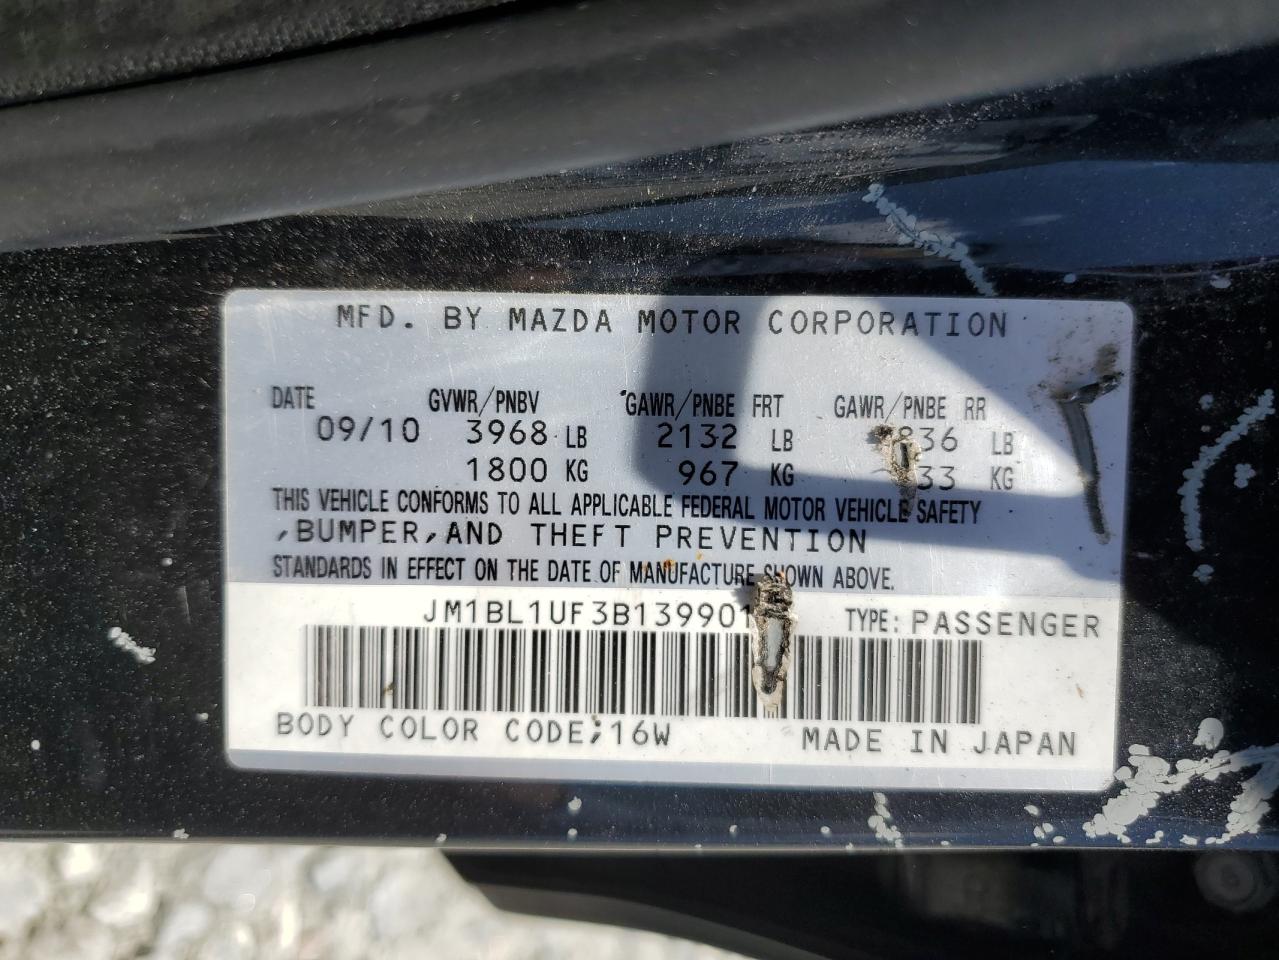 MFD. BY MAZDA MOTOR CORPORATION
DATE GVWR/PNBV GAWR/PNBE FRT GAWR/PNBE RR
09/10 3968 LB 2132 LB LB
1800 KG 967 KG KG
THIS VEHICLE CONFORMS TO ALL APPLICABLE FEDERAL MOTOR VEHICLE SAFETY
,BUMPER,AND THEFT PREVENTION
STANDARDS IN EFFECT ON THE DATE OF MANUFACTURE SHOWN ABOVE.
TYPE: PASSENGER
BODY COLOR CODE;16W MADE IN JAPAN